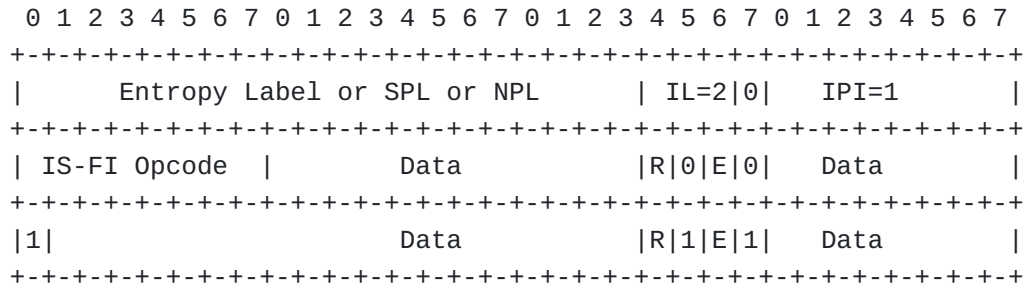 0 1 2 3 4 5 6 7 0 1 2 3 4 5 6 7 0 1 2 3 4 5 6 7 0 1 2 3 4 5 6 7
+-+-+-+-+-+-+-+-+-+-+-+-+-+-+-+-+-+-+-+-+-+-+-+-+-+-+-+-+-+-+-+-+
|      Entropy Label or SPL or NPL      | IL=2|0|   IPI=1       |
+-+-+-+-+-+-+-+-+-+-+-+-+-+-+-+-+-+-+-+-+-+-+-+-+-+-+-+-+-+-+-+-+
| IS-FI Opcode  |        Data           |R|0|E|0|   Data        |
+-+-+-+-+-+-+-+-+-+-+-+-+-+-+-+-+-+-+-+-+-+-+-+-+-+-+-+-+-+-+-+-+
|1|                      Data           |R|1|E|1|   Data        |
+-+-+-+-+-+-+-+-+-+-+-+-+-+-+-+-+-+-+-+-+-+-+-+-+-+-+-+-+-+-+-+-+